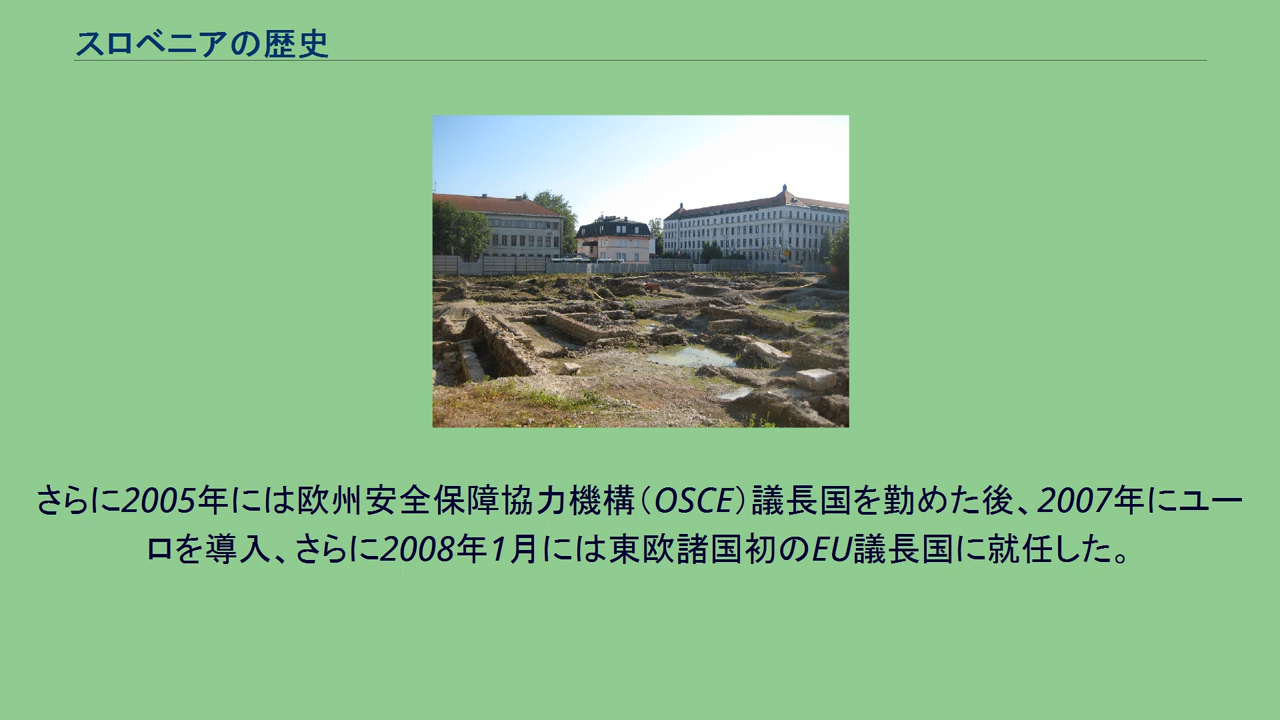 スロベニアの歴史
さらに2005年には欧州安全保障協力機構（OSCE）議長国を勤めた後、2007年にユー
ロを導入、さらに2008年1月には東欧諸国初のEU議長国に就任した。